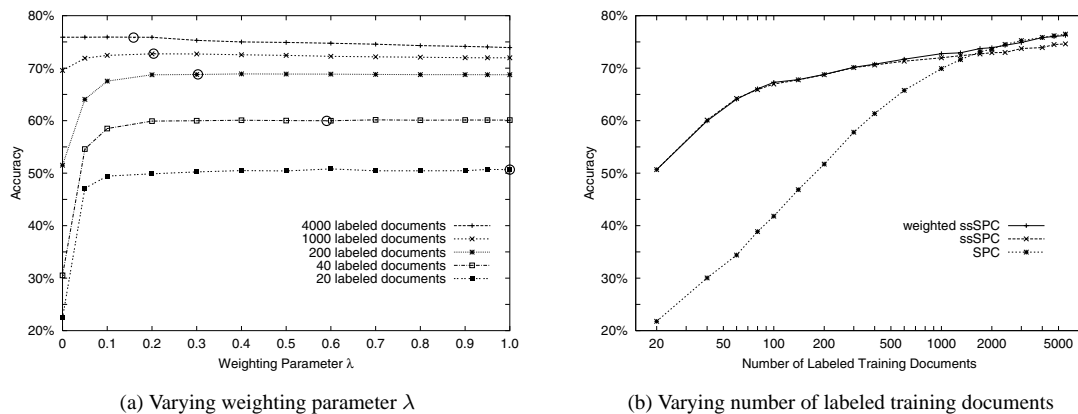 80%
70%
60%
50%
40%
30%
20%
Accuracy
4000 labeled documents
1000 labeled documents
200 labeled documents
40 labeled documents
20 labeled documents
0 0.1 0.2 0.3 0.4 0.5 0.6 0.7 0.8 0.9 1.0
Weighting Parameter λ
(a) Varying weighting parameter λ
80%
70%
60%
50%
40%
30%
20%
Accuracy
weighted ssSPC
ssSPC
SPC
20 50 100 200 500 1000 2000 5000
Number of Labeled Training Documents
(b) Varying number of labeled training documents